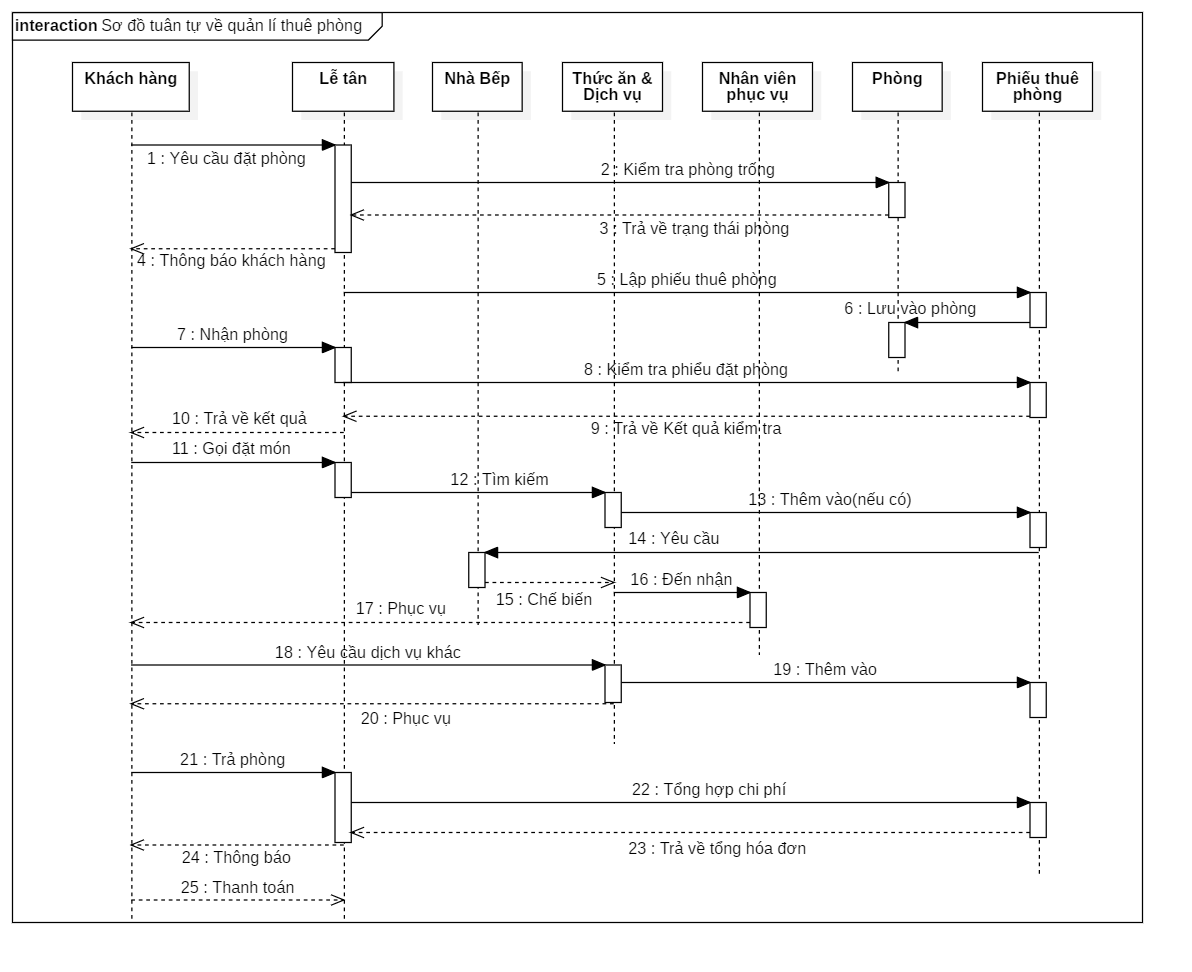 interaction Sơ đồ tuân tự về quản lí thuê phòng
Khách hàng
Lễ tân
Nhà Bếp
Thức ăn &
Dịch vụ
Nhân viên
phục vụ
Phòng
Phiếu thuê
phòng
1 : Yêu cầu đặt phòng
2 : Kiểm tra phòng trống
3 : Trả về trạng thái phòng
4 : Thông báo khách hàng
5 : Lập phiếu thuê phòng
6 : Lưu vào phòng
7 : Nhận phòng
8 : Kiểm tra phiểu đặt phòng
10 : Trả về kết quả
9 : Trả về Kết quả kiểm tra
11 : Gọi đặt món
12 : Tìm kiếm
13 : Thêm vào(nếu có)
14 : Yêu cầu
16 : Đến nhận
15 : Chế biến
17 : Phục vụ
18 : Yêu cầu dịch vụ khác
19 : Thêm vào
20 : Phục vụ
21 : Trả phòng
22 : Tổng hợp chi phí
23 : Trả về tổng hóa đơn
24 : Thông báo
25 : Thanh toán